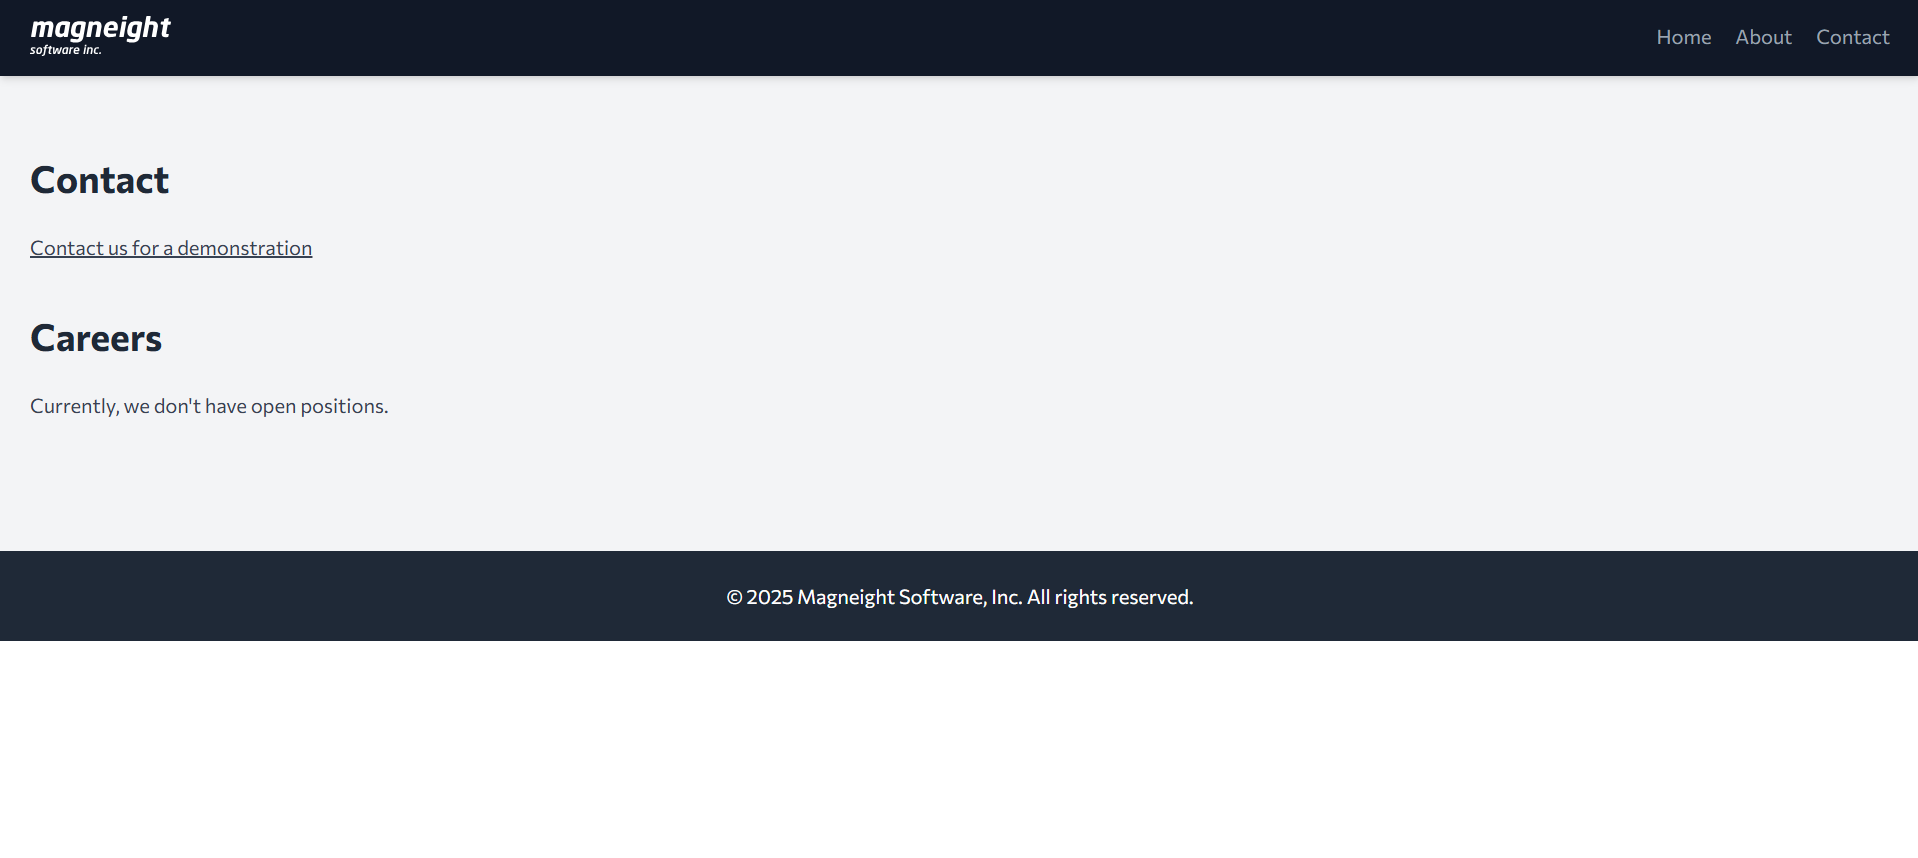 magneight
software inc.
Home About Contact
Contact
Contact us for a demonstration
Careers
Currently, we don't have open positions.
© 2025 Magneight Software, Inc. All rights reserved.